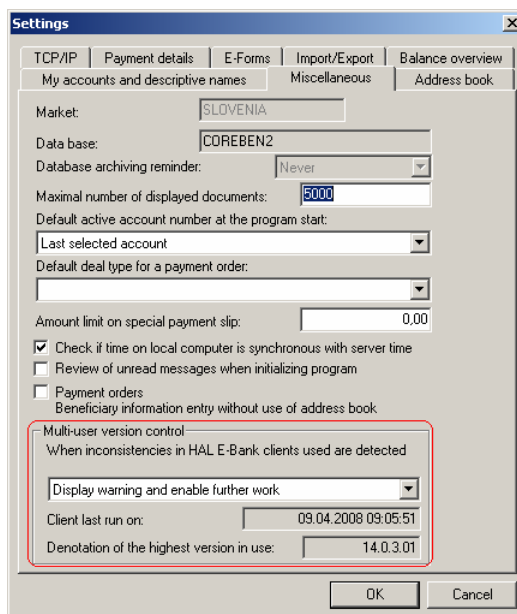 Settings
TCP/IP Payment details E-Forms Import/Export Balance overview
My accounts and descriptive names Miscellaneous Address book
Market: SLOVENIA
Data base: COREBEN2
Database archiving reminder: Never
Maximal number of displayed documents: 5000
Default active account number at the program start:
Last selected account
Default deal type for a payment order:
Amount limit on special payment slip: 0,00
Check if time on local computer is synchronous with server time
Review of unread messages when initializing program
Payment orders
Beneficiary information entry without use of address book
Multi-user version control
When inconsistencies in HAL E-Bank clients used are detected
Display warning and enable further work
Client last run on: 09.04.2008 09:05:51
Denotation of the highest version in use: 14.0.3.01
OK Cancel